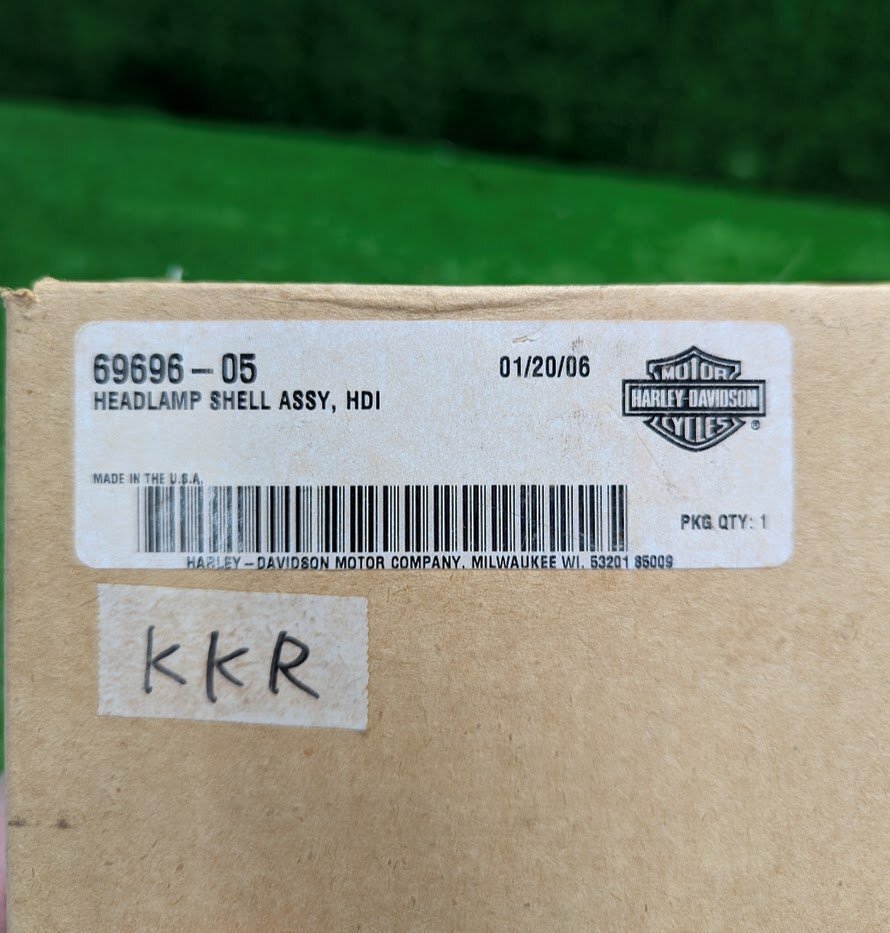 69696-05
01/20/06
HEADLAMP SHELL ASSY, HDI
MOTOR
HARLEY-DAVIDSON
CYCLES
®
MADE IN THE U.S.A.
PKG QTY: 1
HARLEY-DAVIDSON MOTOR COMPANY, MILWAUKEE WI, 53201 85009
KKR